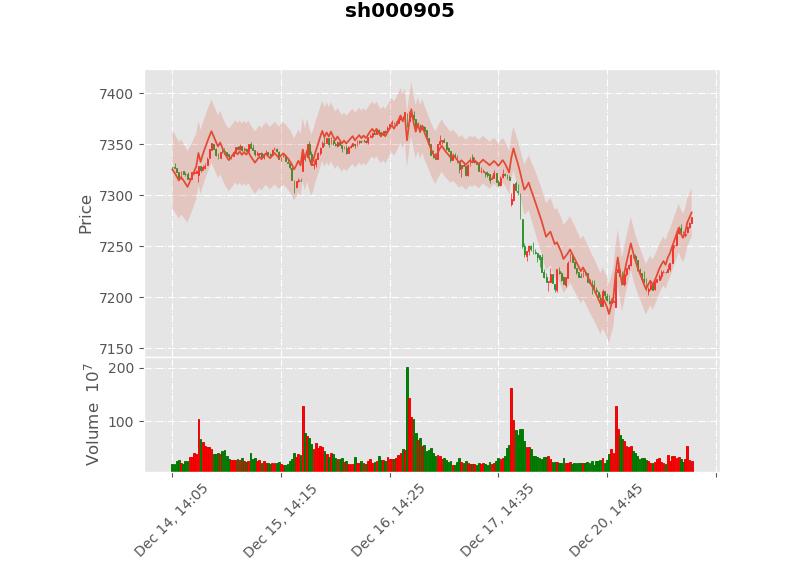 sh000905
7400
7350
7300
7250
7200
7150
Price
200
100
Volume 10^7
Dec 14, 14:05
Dec 15, 14:15
Dec 16, 14:25
Dec 17, 14:35
Dec 20, 14:45